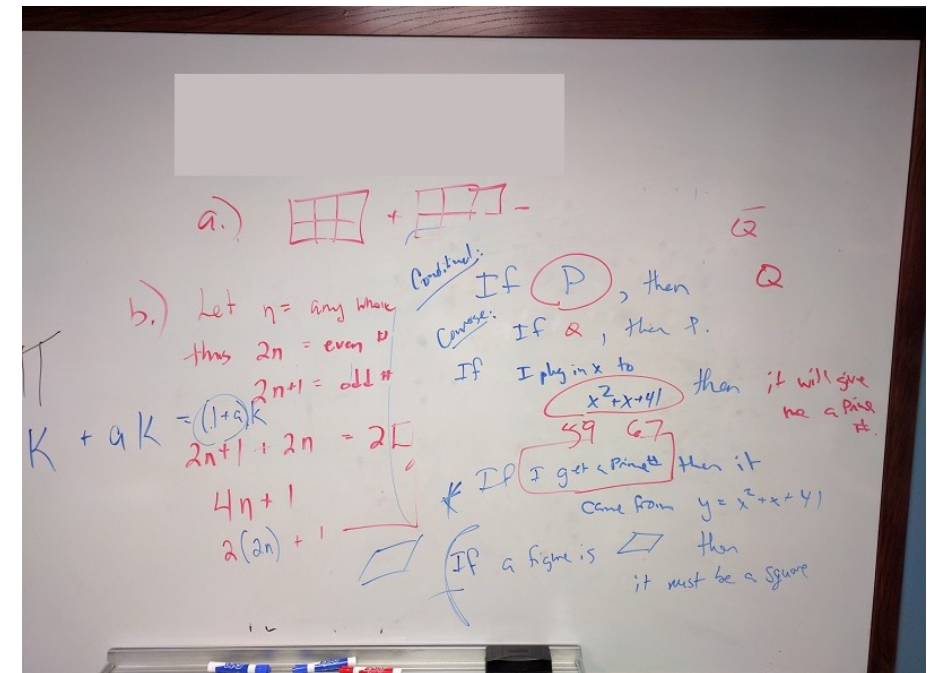 a.) + -
Q̅
Q
Conditional:
If P, then
Converse:
If Q, then P.
If I plug in x to
x²+x+41
then it will give
me a Prime
#.
59 67
* If I get a Prime # then it
came from y = x²+x+41
If a figure is then
it must be a square
b.) Let n = any whole
thus 2n = even #
2n+1 = odd #
K + aK = (1+a)K
2n+1 + 2n = 2
4n+1
2(2n) + 1